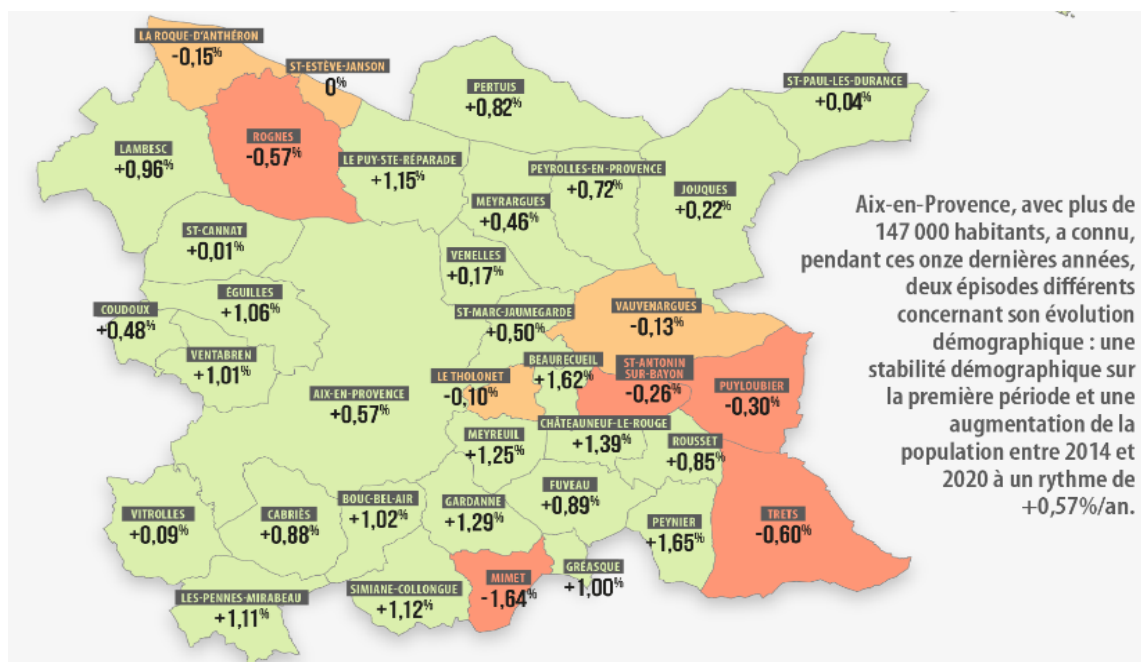 LA ROQUE-D'ANTHÉRON
-0,15%
ST-ESTÈVE-JANSON
0%
PERTUIS
+0,82%
ST-PAUL-LES-DURANCE
+0,04%
ROGNES
-0,57%
LAMBESC
+0,96%
LE PUY-STE-RÉPARADE
+1,15%
PEYROLLES-EN-PROVENCE
+0,72%
MEYRARGUES
+0,46%
JOUQUES
+0,22%
ST-CANNAT
+0,01%
VENELLES
+0,17%
ÉGUILLES
+1,06%
COUDOUX
+0,48%
ST-MARC-JAUMEGARDE
+0,50%
VAUVENARGUES
-0,13%
VENTABREN
+1,01%
BEAURECUEIL
+1,62%
ST-ANTONIN
SUR-BAYON
-0,26%
LE THOLONET
-0,10%
PUYLOUBIER
-0,30%
AIX-EN-PROVENCE
+0,57%
CHÂTEAUNEUF-LE-ROUGE
+1,39%
MEYREUIL
+1,25%
ROUSSET
+0,85%
FUVEAU
+0,89%
BOUC-BEL-AIR
+1,02%
GARDANNE
+1,29%
VITROLLES
+0,09%
CABRIÈS
+0,88%
PEYNIER
+1,65%
TRETS
-0,60%
GRÉASQUE
+1,00%
MIMET
-1,64%
SIMIANE-COLLONGUE
+1,12%
LES-PENNES-MIRABEAU
+1,11%
Aix-en-Provence, avec plus de
147 000 habitants, a connu,
pendant ces onze dernières années,
deux épisodes différents
concernant son évolution
démographique : une
stabilité démographique sur
la première période et une
augmentation de la
population entre 2014 et
2020 à un rythme de
+0,57%/an.